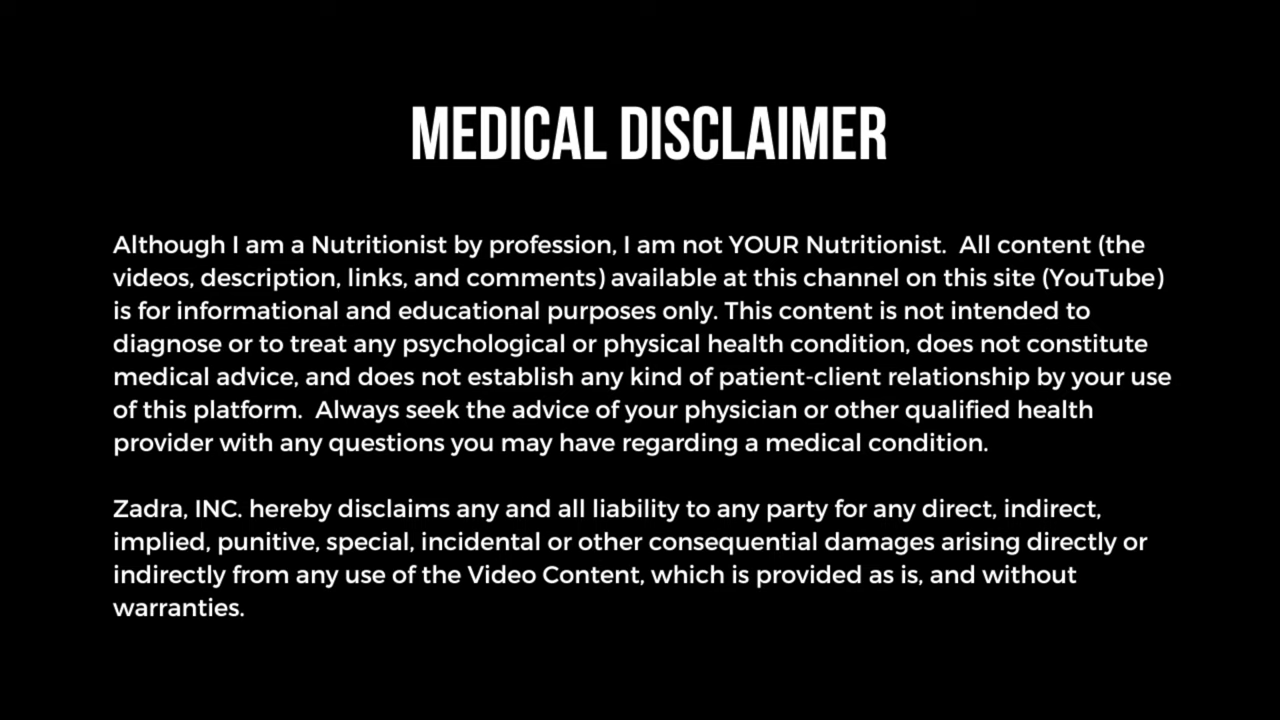 MEDICAL DISCLAIMER
Although I am a Nutritionist by profession, I am not YOUR Nutritionist.  All content (the
videos, description, links, and comments) available at this channel on this site (YouTube)
is for informational and educational purposes only. This content is not intended to
diagnose or to treat any psychological or physical health condition, does not constitute
medical advice, and does not establish any kind of patient-client relationship by your use
of this platform.  Always seek the advice of your physician or other qualified health
provider with any questions you may have regarding a medical condition.
Zadra, INC. hereby disclaims any and all liability to any party for any direct, indirect,
implied, punitive, special, incidental or other consequential damages arising directly or
indirectly from any use of the Video Content, which is provided as is, and without
warranties.